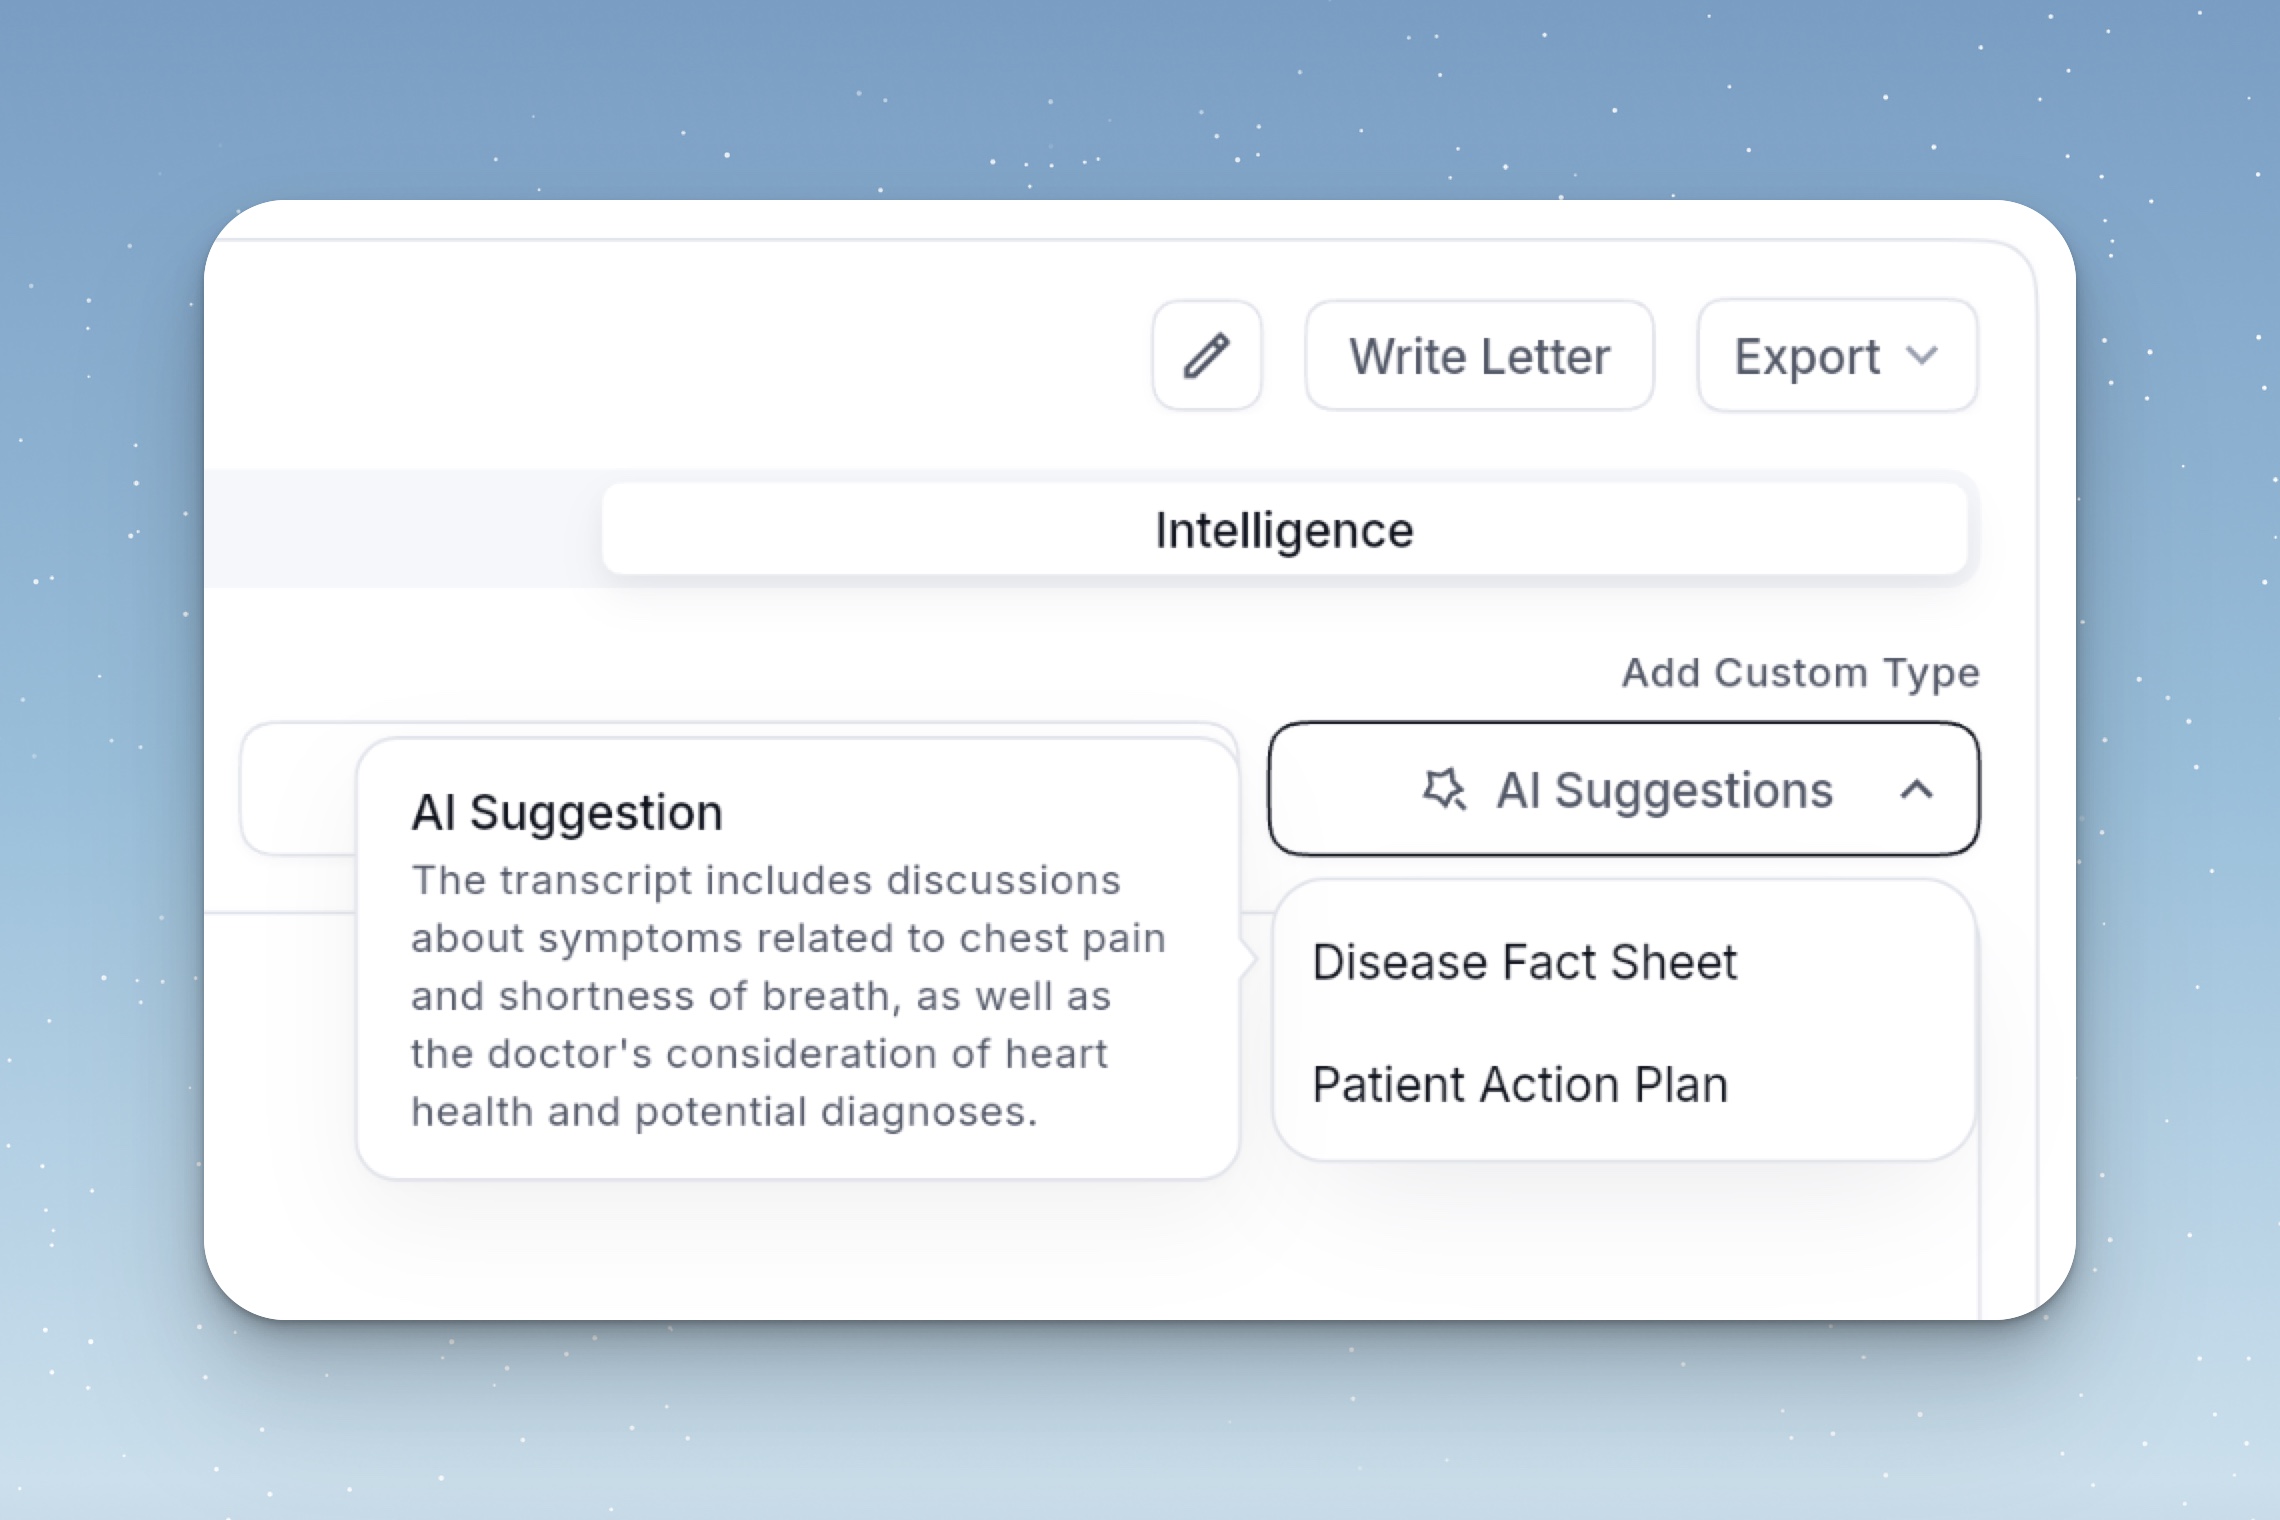 Write Letter
Export
Intelligence
Add Custom Type
AI Suggestions
AI Suggestion
The transcript includes discussions
about symptoms related to chest pain
and shortness of breath, as well as
the doctor's consideration of heart
health and potential diagnoses.
Disease Fact Sheet
Patient Action Plan